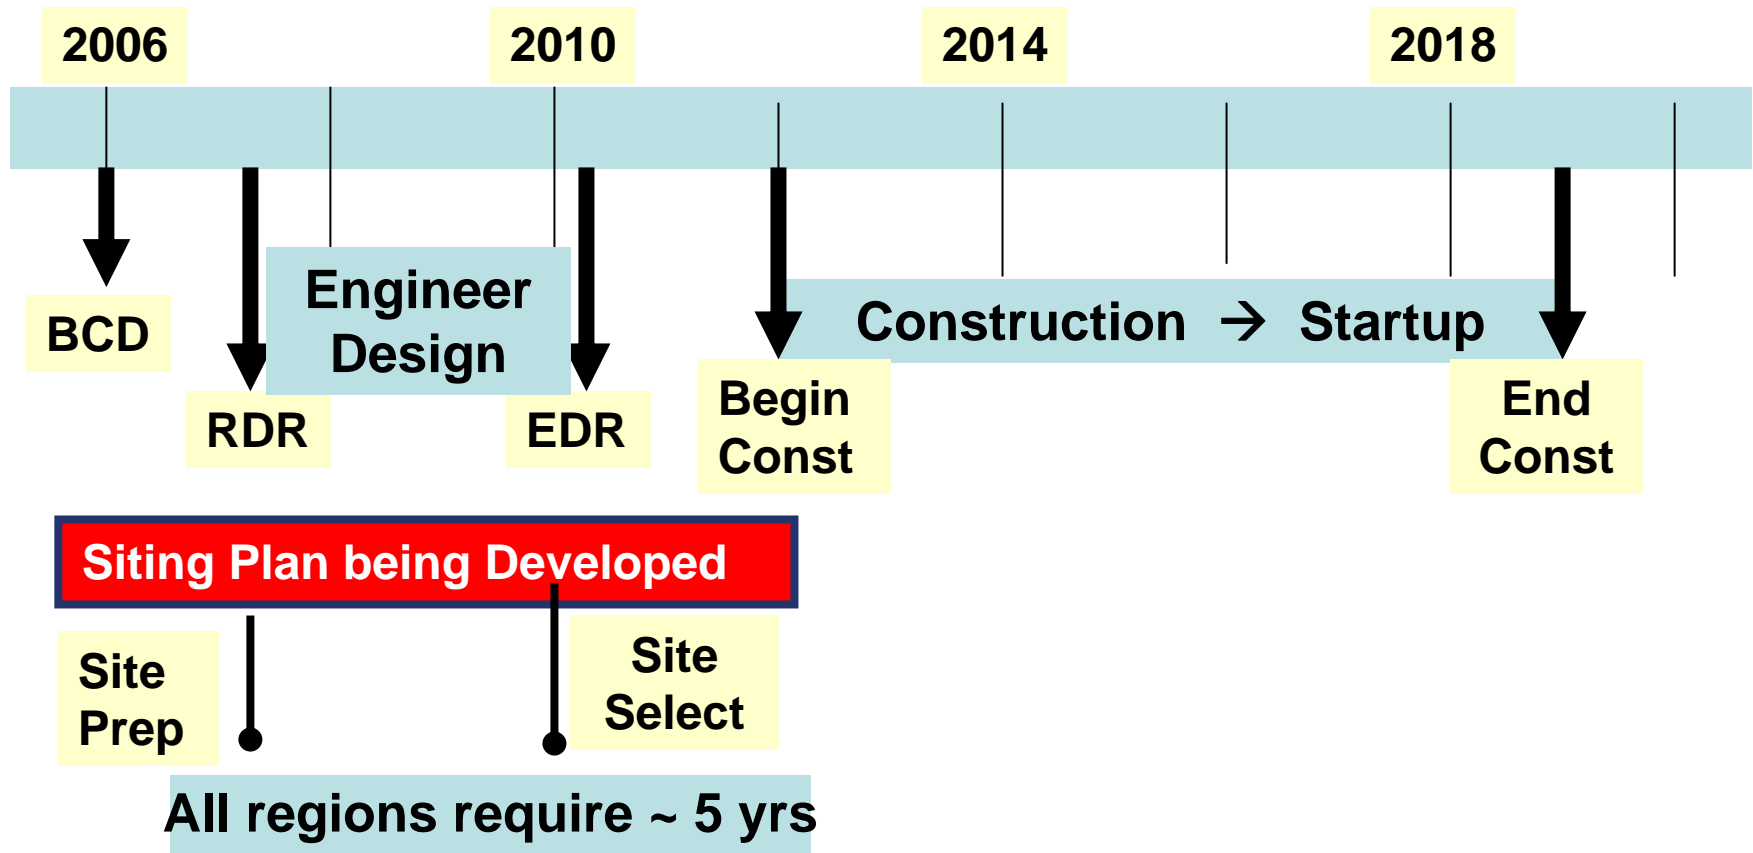 2006
2010
2014
2018
BCD
Engineer
Design
Construction → Startup
RDR
EDR
Begin
Const
End
Const
Siting Plan being Developed
Site
Prep
Site
Select
All regions require ~ 5 yrs